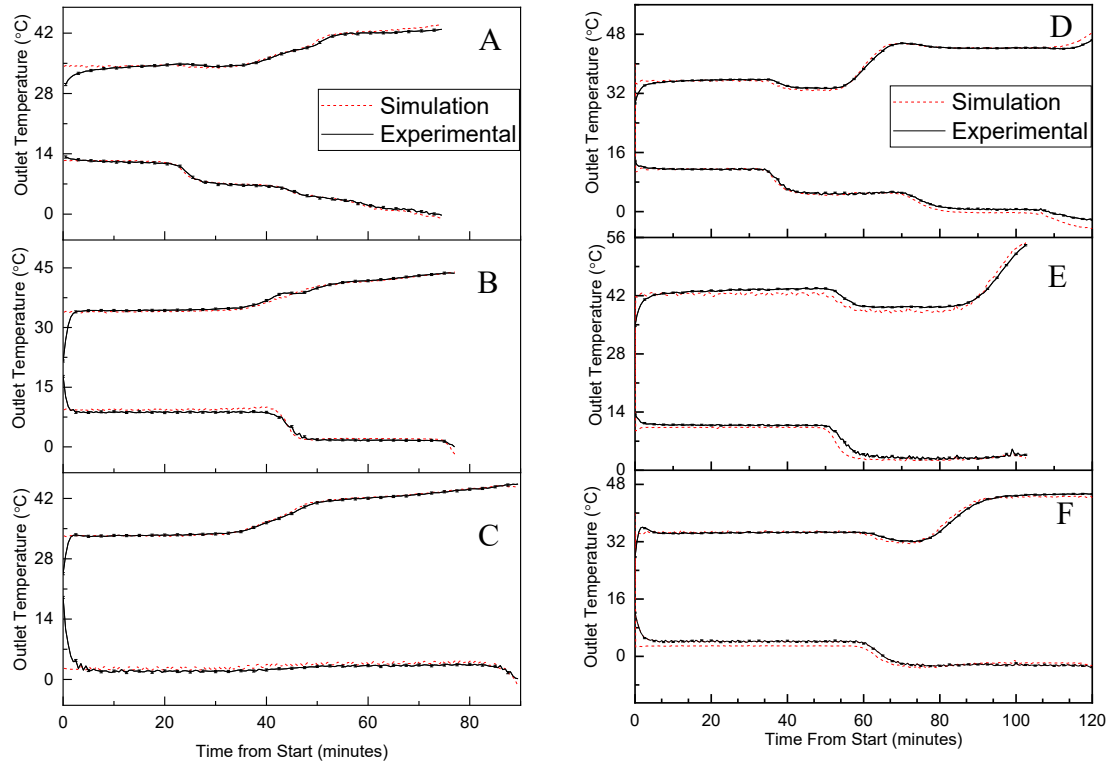 A
Outlet Temperature (°C)
42
28
14
0
Simulation
Experimental
B
Outlet Temperature (°C)
45
30
15
0
C
Outlet Temperature (°C)
42
28
14
0
0 20 40 60 80
Time from Start (minutes)
D
Outlet Temperature (°C)
48
32
16
0
Simulation
Experimental
E
Outlet Temperature (°C)
56
42
28
14
0
F
Outlet Temperature (°C)
48
32
16
0
0 20 40 60 80 100 120
Time From Start (minutes)